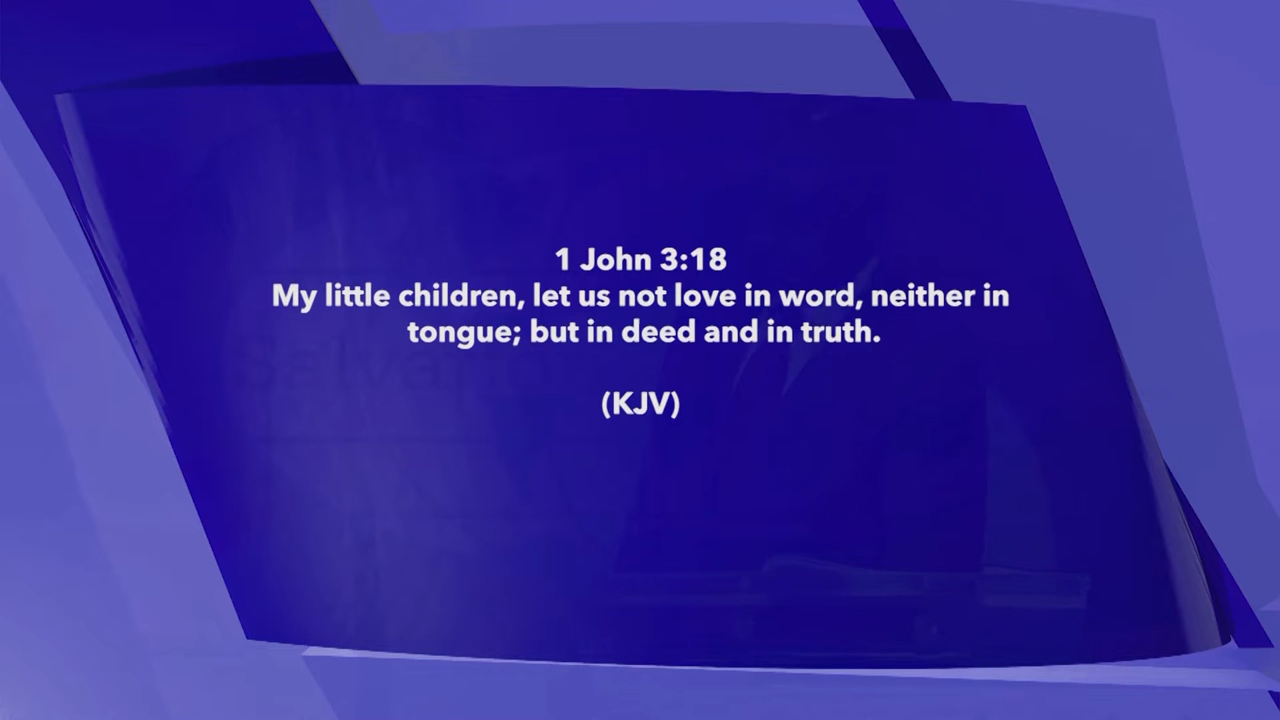 1 John 3:18
My little children, let us not love in word, neither in
tongue; but in deed and in truth.
(KJV)